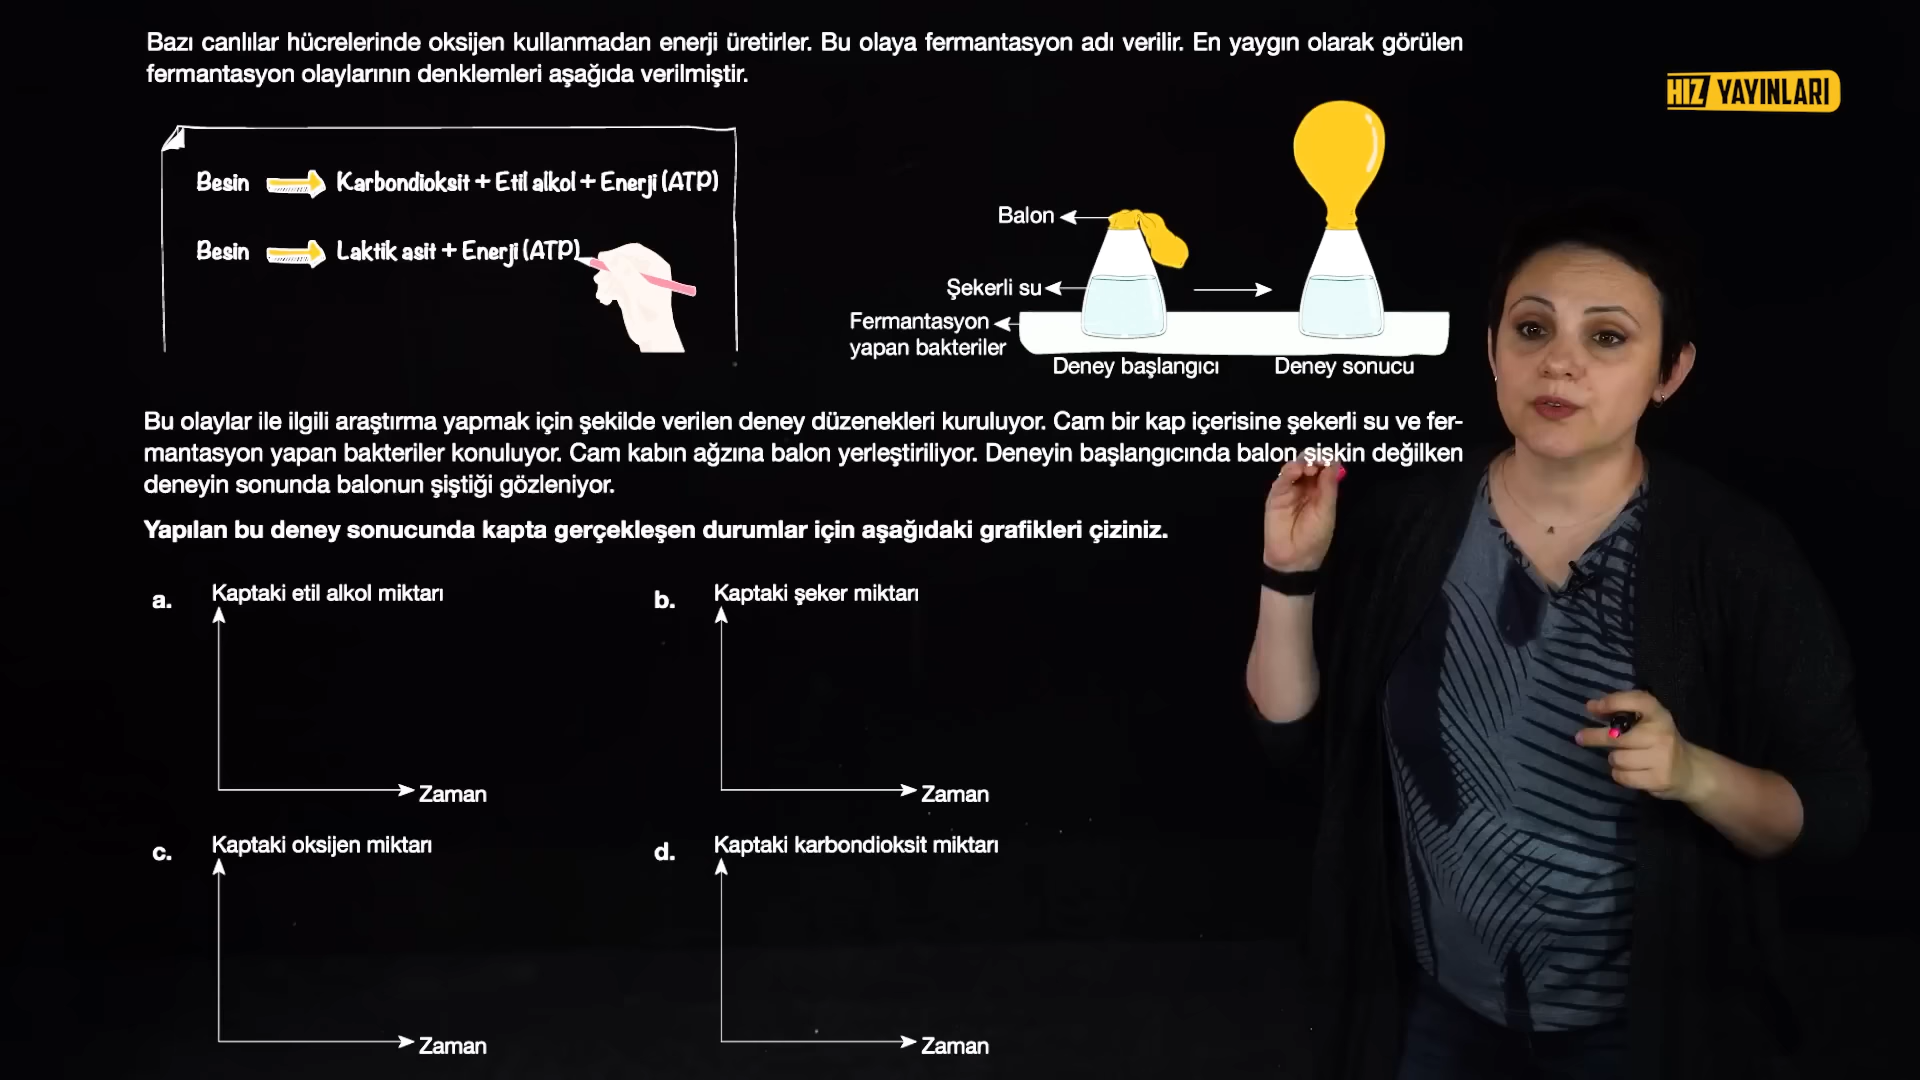 Bazı canlılar hücrelerinde oksijen kullanmadan enerji üretirler. Bu olaya fermantasyon adı verilir. En yaygın olarak görülen
fermantasyon olaylarının denklemleri aşağıda verilmiştir.
HIZ YAYINLARI
Besin Karbondioksit + Etil alkol + Enerji (ATP)
Besin Laktik asit + Enerji (ATP)
Balon
Şekerli su
Fermantasyon
yapan bakteriler
Deney başlangıcı Deney sonucu
Bu olaylar ile ilgili araştırma yapmak için şekilde verilen deney düzenekleri kuruluyor. Cam bir kap içerisine şekerli su ve fer-
mantasyon yapan bakteriler konuluyor. Cam kabın ağzına balon yerleştiriliyor. Deneyin başlangıcında balon şişkin değilken
deneyin sonunda balonun şiştiği gözleniyor.
Yapılan bu deney sonucunda kapta gerçekleşen durumlar için aşağıdaki grafikleri çiziniz.
a. Kaptaki etil alkol miktarı
Zaman
b. Kaptaki şeker miktarı
Zaman
c. Kaptaki oksijen miktarı
Zaman
d. Kaptaki karbondioksit miktarı
Zaman